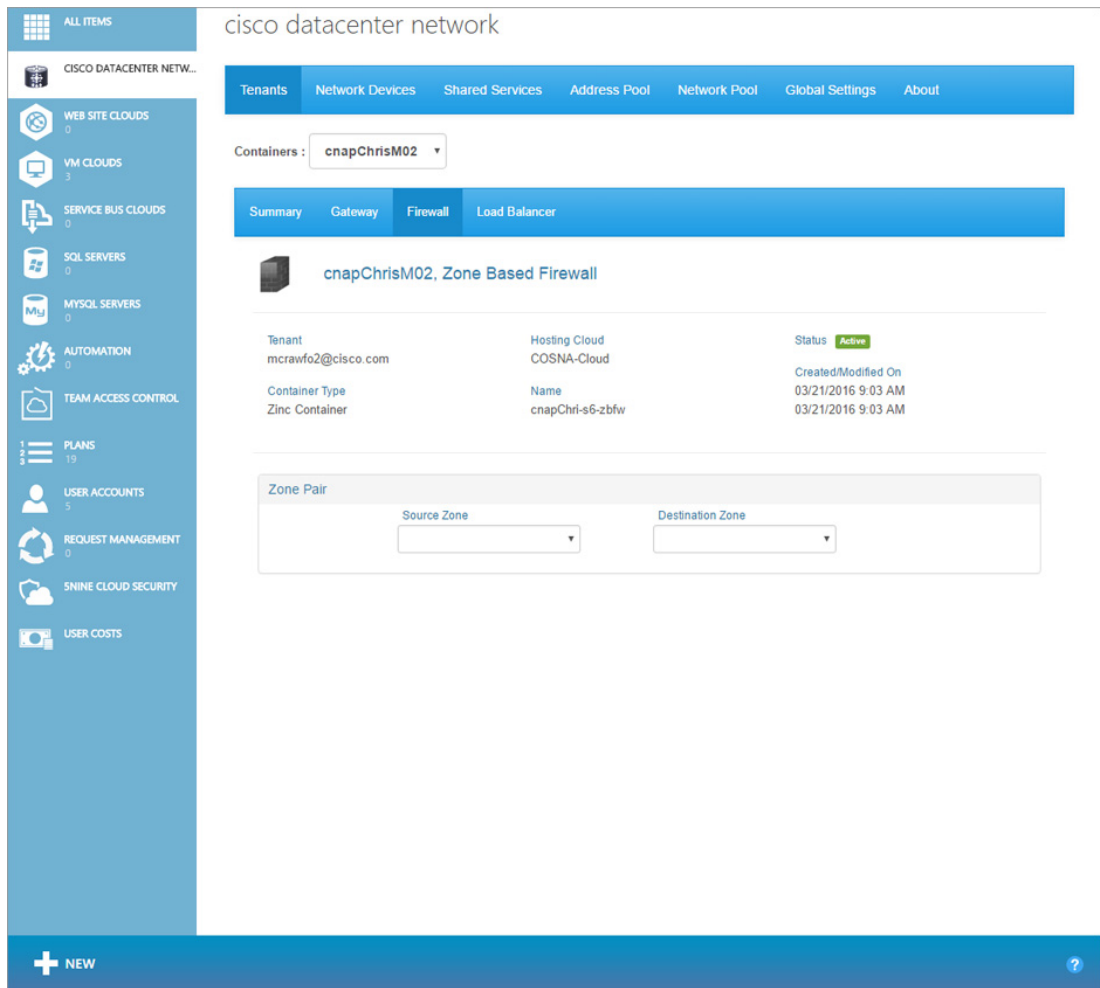 ALL ITEMS
CISCO DATACENTER NETW...
WEB SITE CLOUDS
0
VM CLOUDS
3
SERVICE BUS CLOUDS
0
SQL SERVERS
0
MYSQL SERVERS
0
AUTOMATION
0
TEAM ACCESS CONTROL
PLANS
19
USER ACCOUNTS
5
REQUEST MANAGEMENT
0
5NINE CLOUD SECURITY
USER COSTS
cisco datacenter network
Tenants Network Devices Shared Services Address Pool Network Pool Global Settings About
Containers : cnapChrisM02
Summary Gateway Firewall Load Balancer
cnapChrisM02, Zone Based Firewall
Tenant
mcrawfo2@cisco.com
Container Type
Zinc Container
Hosting Cloud
COSNA-Cloud
Name
cnapChri-s6-zbfw
Status Active
Created/Modified On
03/21/2016 9:03 AM
03/21/2016 9:03 AM
Zone Pair
Source Zone Destination Zone
NEW
?
My
1
2
3